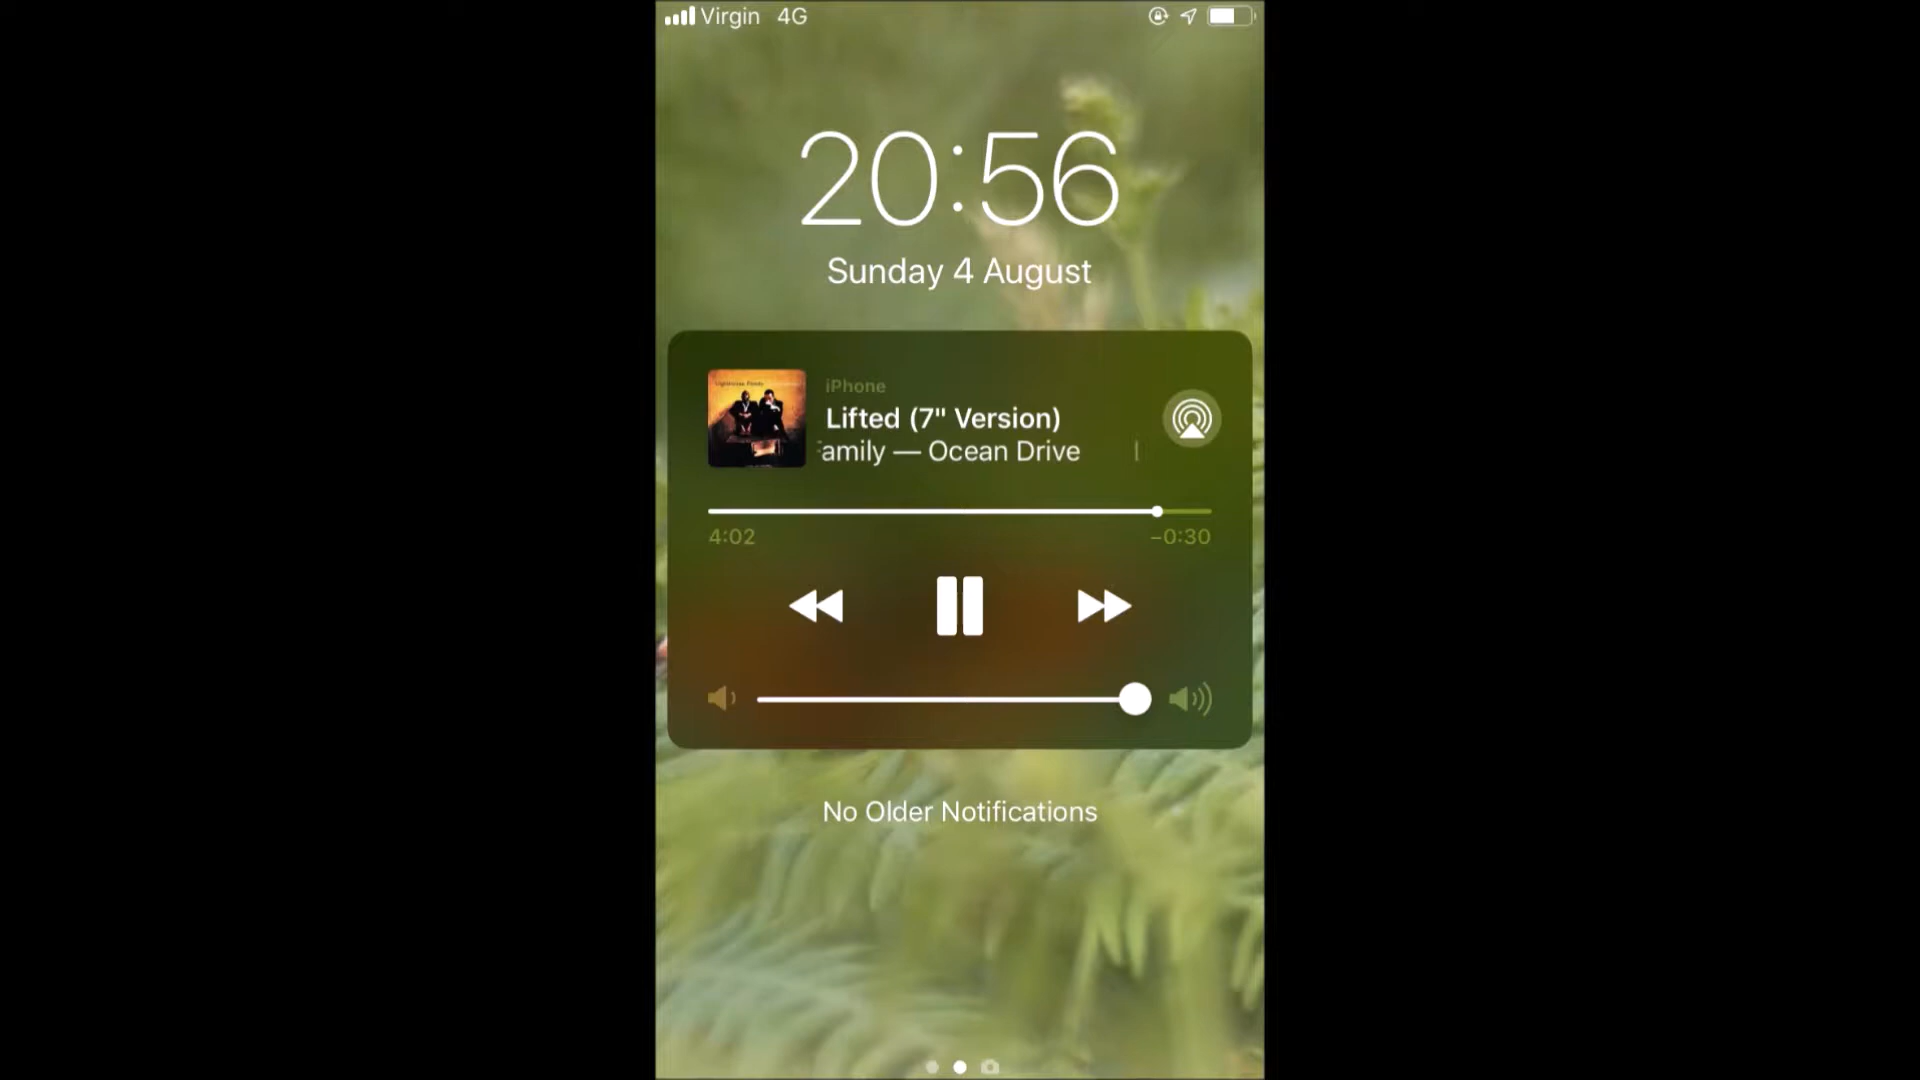 Virgin 4G
20:56
Sunday 4 August
iPhone
Lifted (7" Version)
amily — Ocean Drive
4:02
−0:30
No Older Notifications